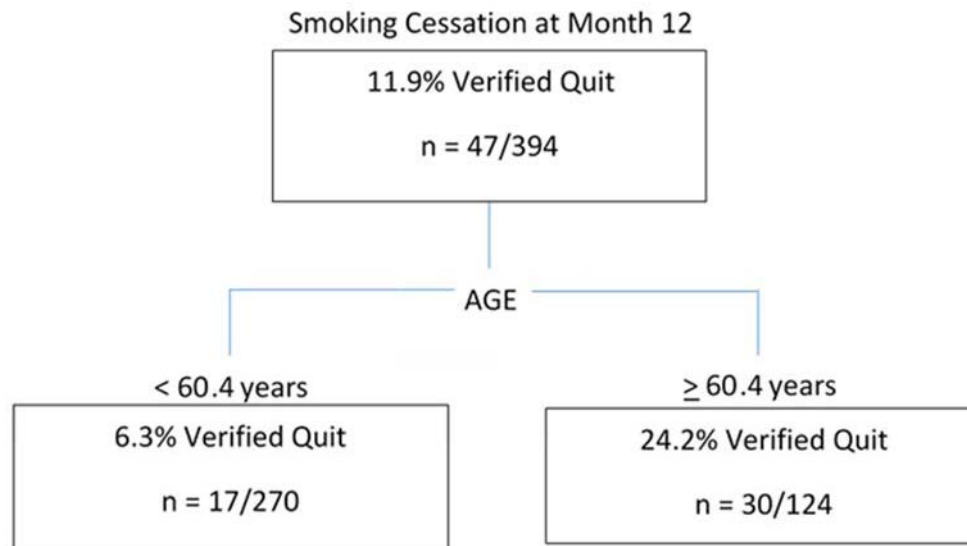 Smoking Cessation at Month 12
11.9% Verified Quit
n = 47/394
AGE
< 60.4 years
6.3% Verified Quit
n = 17/270
≥ 60.4 years
24.2% Verified Quit
n = 30/124